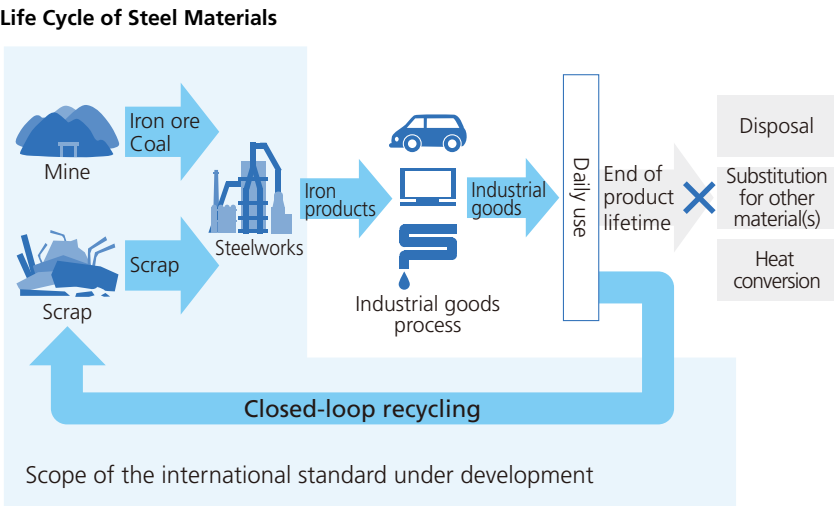 Life Cycle of Steel Materials
Iron ore
Coal
Mine
Scrap
Scrap
Steelworks
Iron
products
Industrial goods
process
Industrial
goods
Daily use
End of
product
lifetime
Disposal
Substitution
for other
material(s)
Heat
conversion
Closed-loop recycling
Scope of the international standard under development